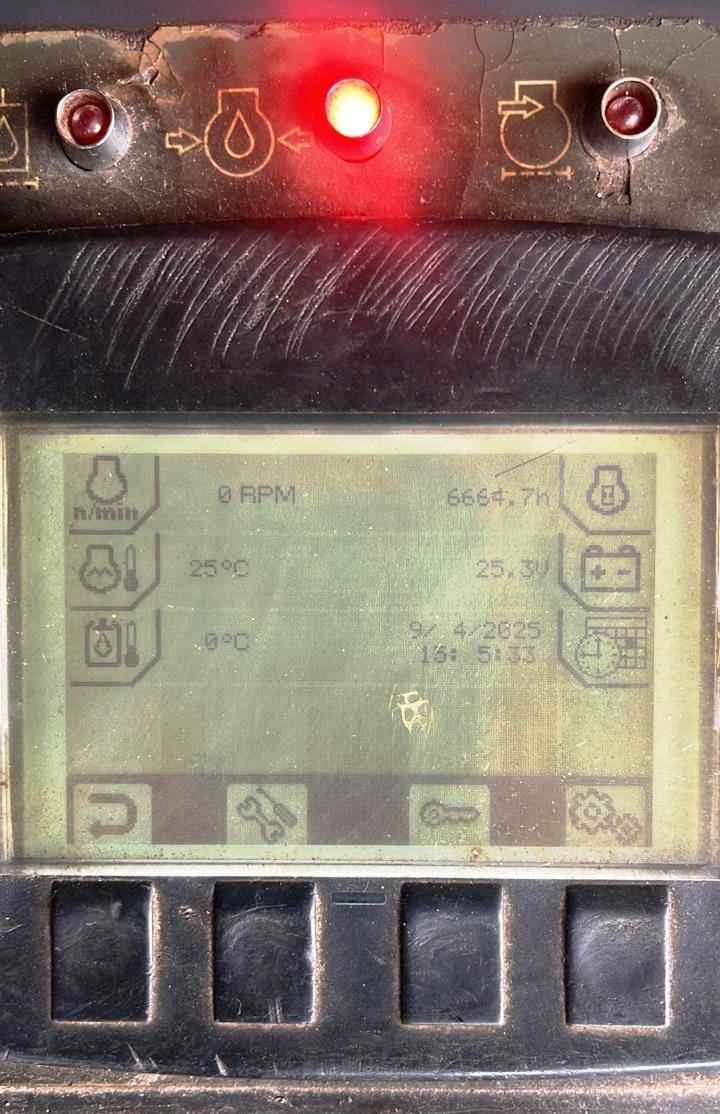 0 RPM
6664.7h
n/min
25°C
25.3V
0°C
9/ 4/2025
15: 5:33